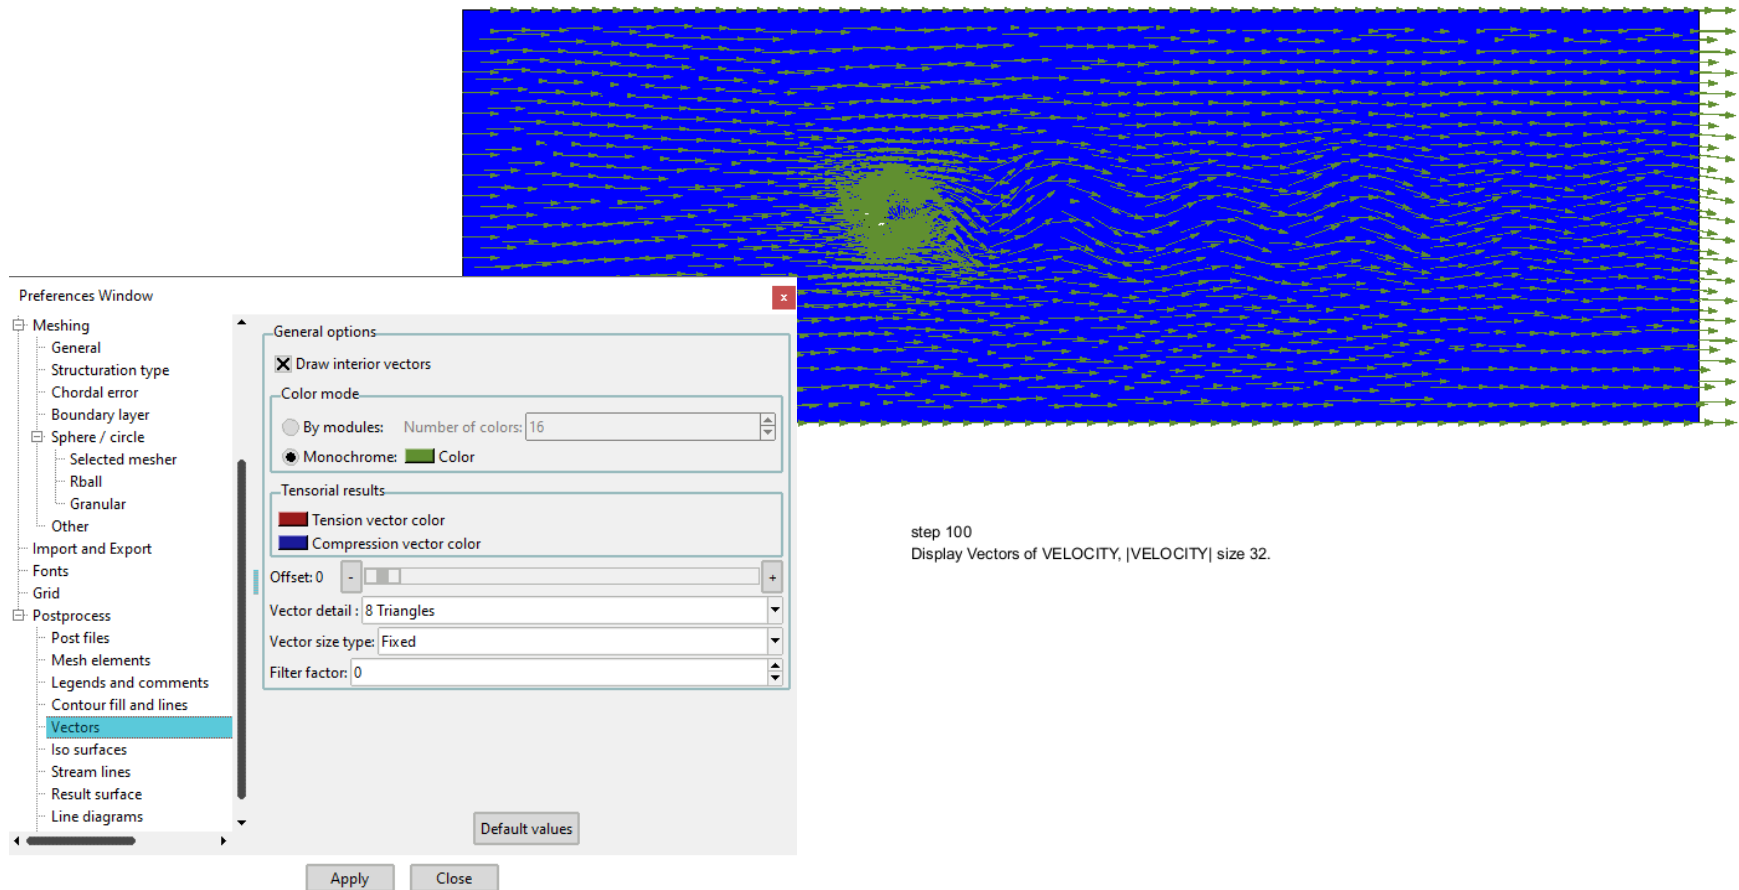 Preferences Window
x
Meshing
General
Structuration type
Chordal error
Boundary layer
Sphere / circle
Selected mesher
Rball
Granular
Other
Import and Export
Fonts
Grid
Postprocess
Post files
Mesh elements
Legends and comments
Contour fill and lines
Vectors
Iso surfaces
Stream lines
Result surface
Line diagrams
General options
Draw interior vectors
Color mode
By modules: Number of colors: 16
Monochrome: Color
Tensorial results
Tension vector color
Compression vector color
Offset: 0 - +
Vector detail : 8 Triangles
Vector size type: Fixed
Filter factor: 0
Default values
Apply Close
step 100
Display Vectors of VELOCITY, |VELOCITY| size 32.